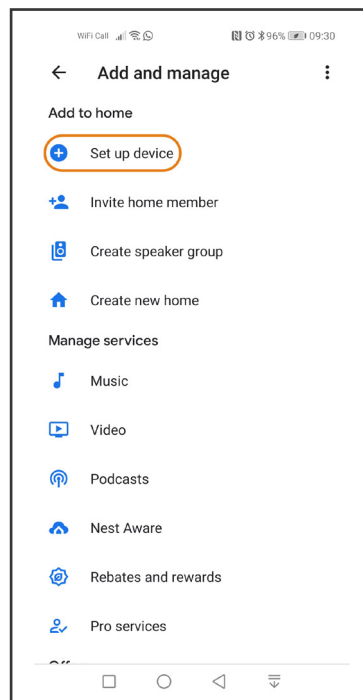 WiFi Call 96% 09:30
Add and manage
Add to home
Set up device
Invite home member
Create speaker group
Create new home
Manage services
Music
Video
Podcasts
Nest Aware
Rebates and rewards
Pro services